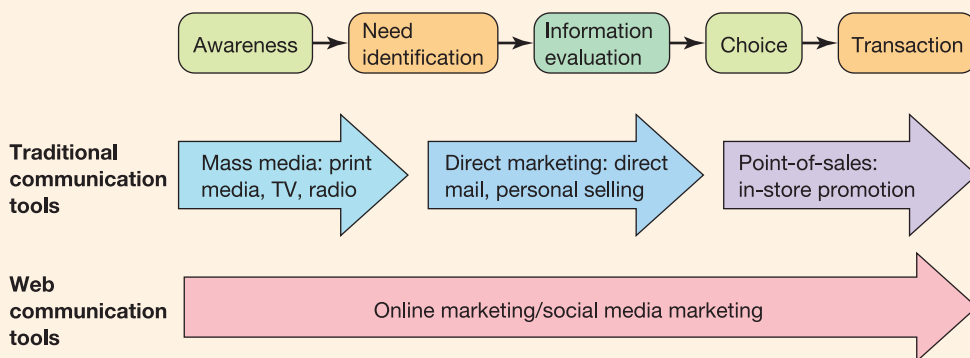 Awareness
Need
identification
Information
evaluation
Choice
Transaction
Traditional
communication
tools
Mass media: print
media, TV, radio
Direct marketing: direct
mail, personal selling
Point-of-sales:
in-store promotion
Web
communication
tools
Online marketing/social media marketing